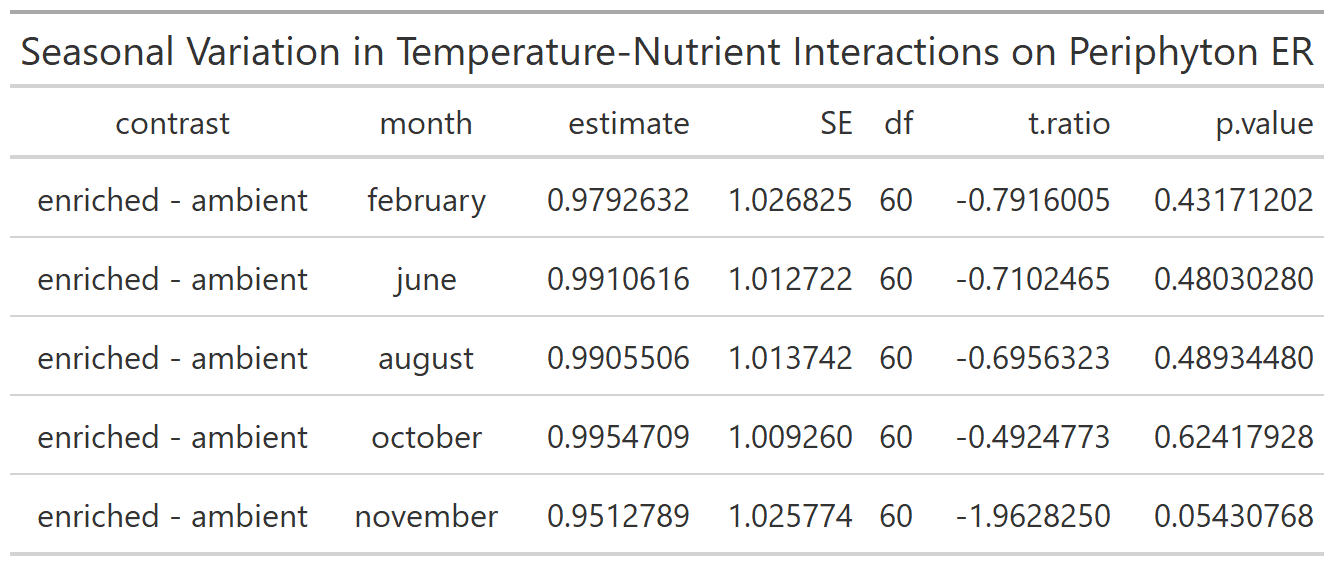 Seasonal Variation in Temperature-Nutrient Interactions on Periphyton ER
contrast month estimate SE df t.ratio p.value
enriched - ambient february 0.9792632 1.026825 60 -0.7916005 0.43171202
enriched - ambient june 0.9910616 1.012722 60 -0.7102465 0.48030280
enriched - ambient august 0.9905506 1.013742 60 -0.6956323 0.48934480
enriched - ambient october 0.9954709 1.009260 60 -0.4924773 0.62417928
enriched - ambient november 0.9512789 1.025774 60 -1.9628250 0.05430768